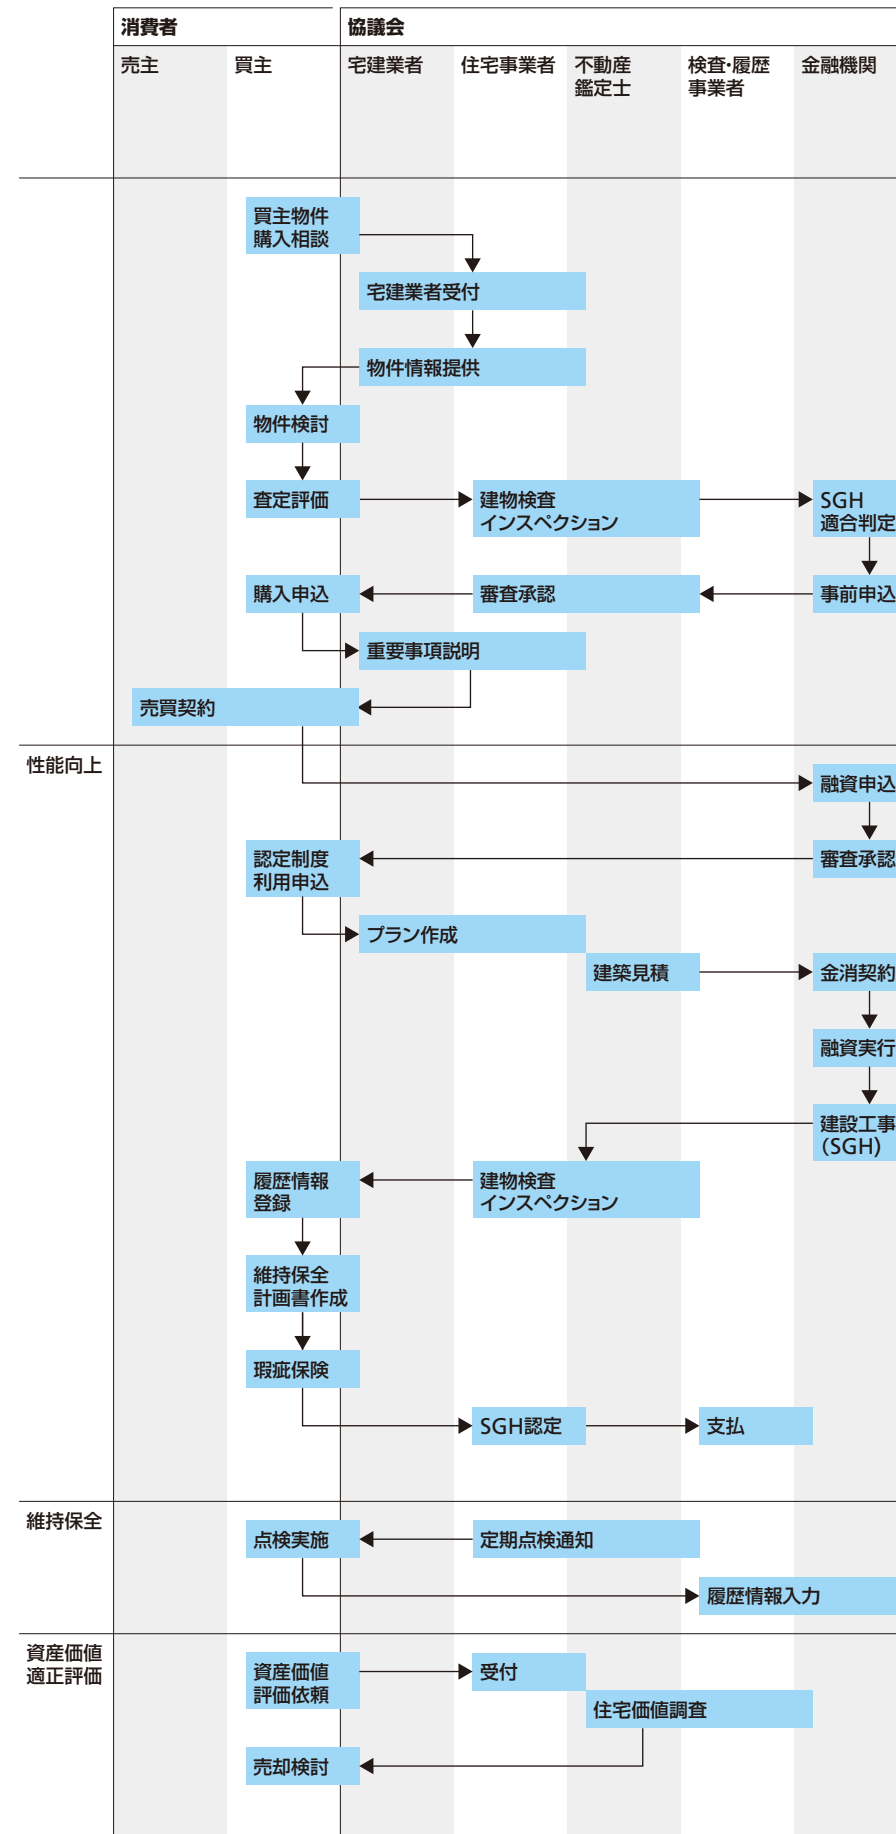 消費者
協議会
売主
買主
宅建業者
住宅事業者
不動産
鑑定士
検査・履歴
事業者
金融機関
買主物件
購入相談
宅建業者受付
物件情報提供
物件検討
査定評価
建物検査
インスペクション
SGH
適合判定
購入申込
審査承認
事前申込
重要事項説明
売買契約
性能向上
融資申込
認定制度
利用申込
審査承認
プラン作成
建築見積
金消契約
融資実行
建設工事
(SGH)
履歴情報
登録
建物検査
インスペクション
維持保全
計画書作成
瑕疵保険
SGH認定
支払
維持保全
点検実施
定期点検通知
履歴情報入力
資産価値
適正評価
資産価値
評価依頼
受付
住宅価値調査
売却検討